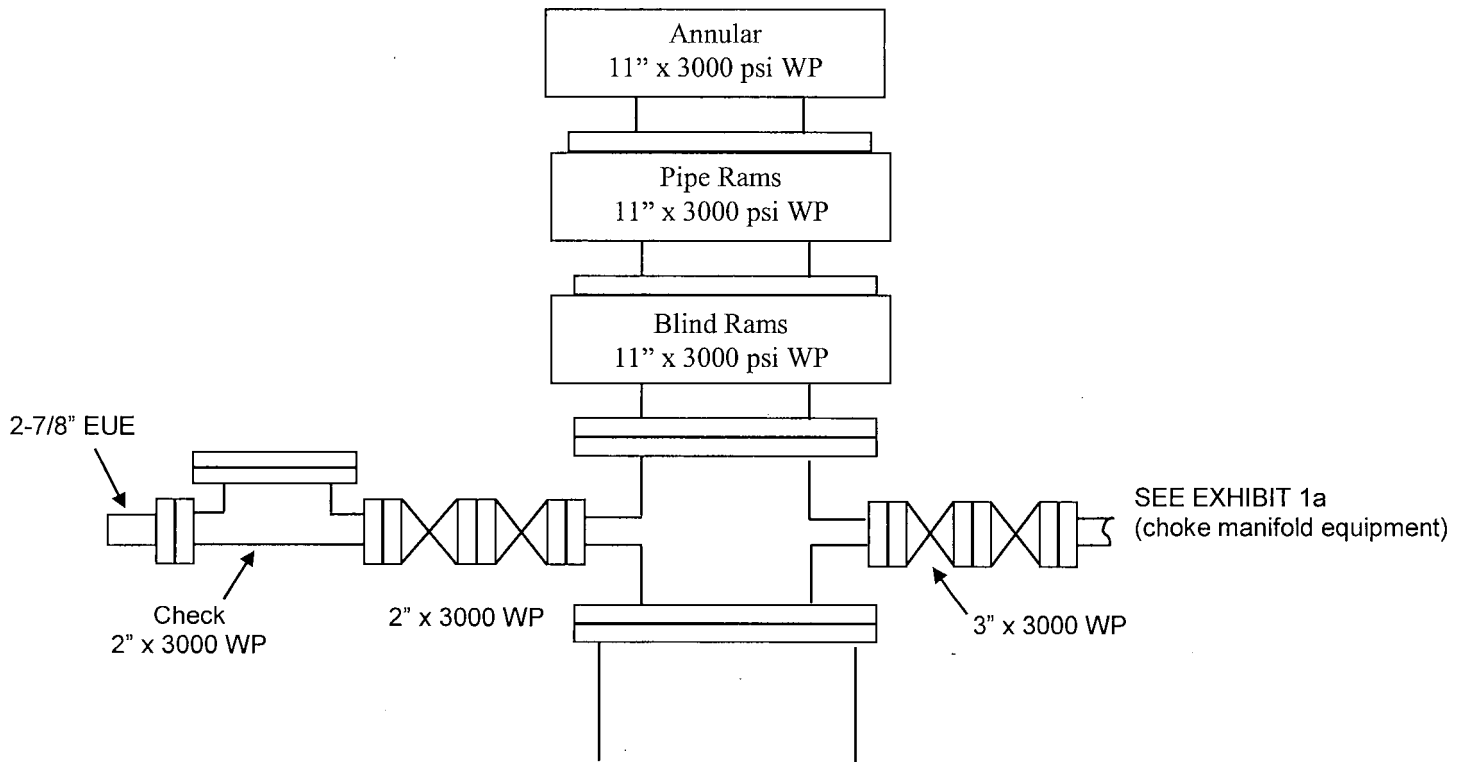 Annular
11” x 3000 psi WP
Pipe Rams
11” x 3000 psi WP
Blind Rams
11” x 3000 psi WP
2-7/8” EUE
Check
2” x 3000 WP
2” x 3000 WP
3” x 3000 WP
SEE EXHIBIT 1a
(choke manifold equipment)